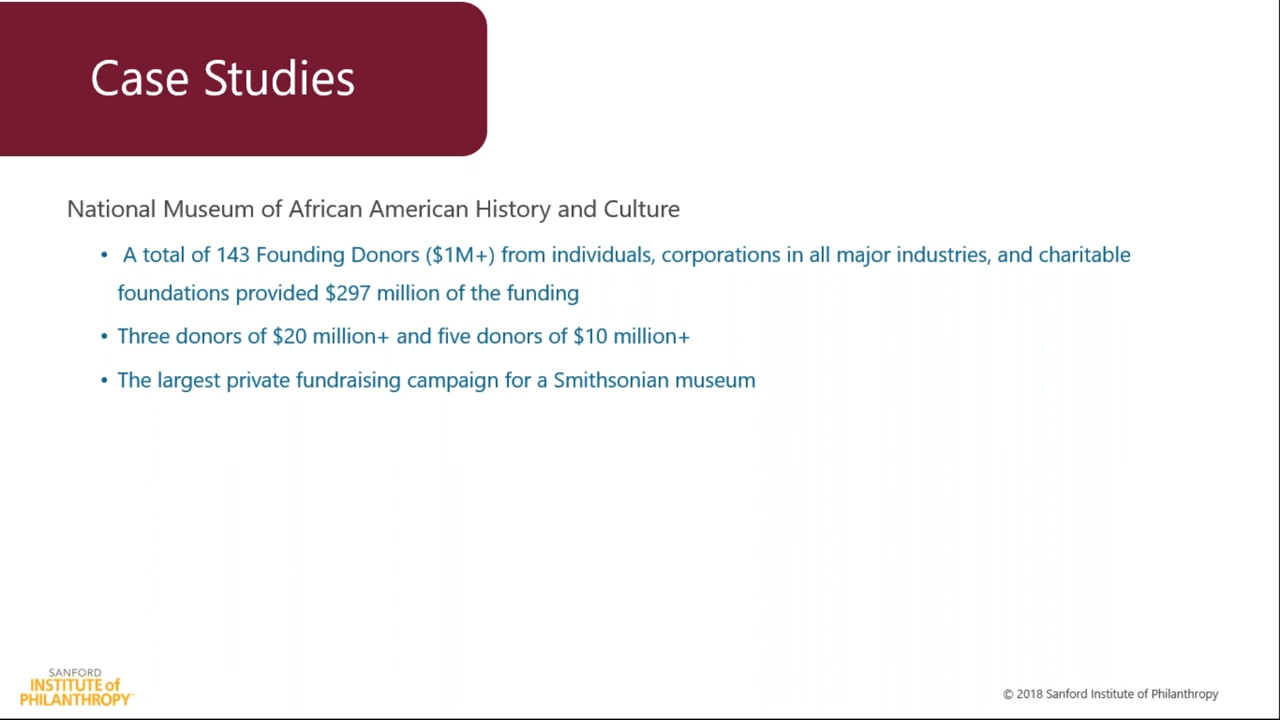 Case Studies
National Museum of African American History and Culture
• A total of 143 Founding Donors ($1M+) from individuals, corporations in all major industries, and charitable
foundations provided $297 million of the funding
• Three donors of $20 million+ and five donors of $10 million+
• The largest private fundraising campaign for a Smithsonian museum
SANFORD
INSTITUTE of
PHILANTHROPY™
© 2018 Sanford Institute of Philanthropy